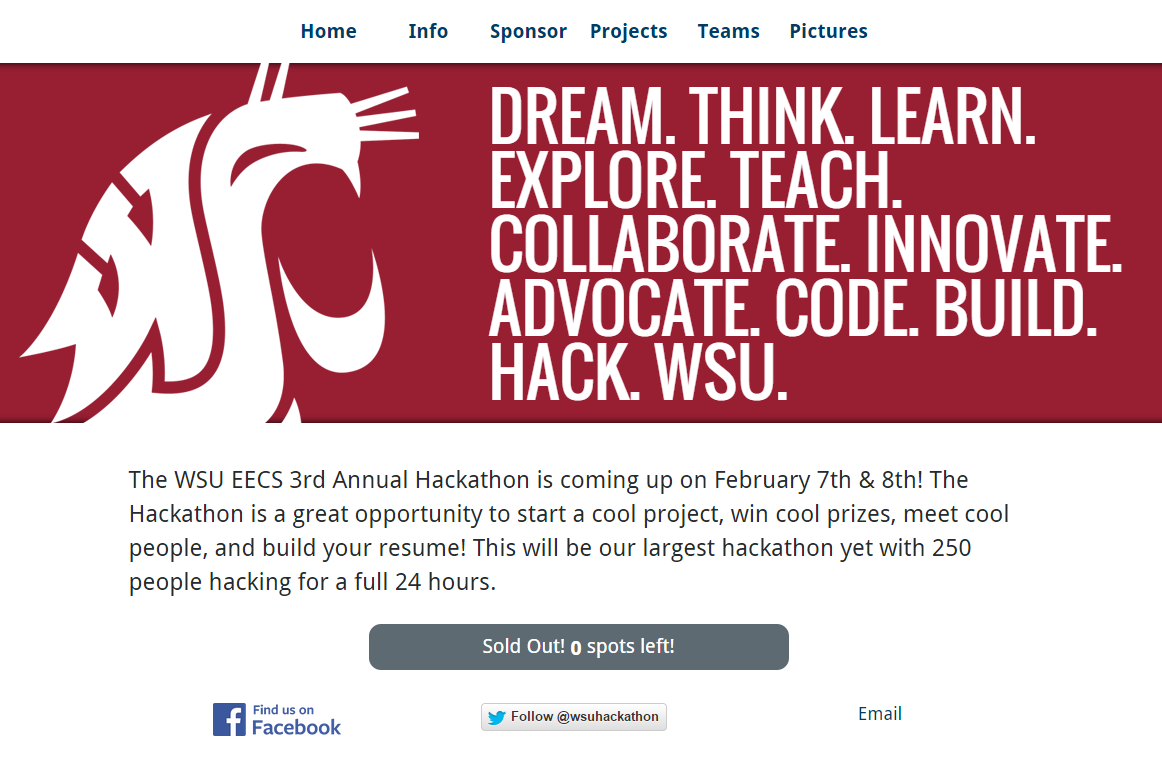 Home Info Sponsor Projects Teams Pictures
DREAM. THINK. LEARN.
EXPLORE. TEACH.
COLLABORATE. INNOVATE.
ADVOCATE. CODE. BUILD.
HACK. WSU.
The WSU EECS 3rd Annual Hackathon is coming up on February 7th & 8th! The
Hackathon is a great opportunity to start a cool project, win cool prizes, meet cool
people, and build your resume! This will be our largest hackathon yet with 250
people hacking for a full 24 hours.
Sold Out! 0 spots left!
Find us on
Facebook
Follow @wsuhackathon
Email